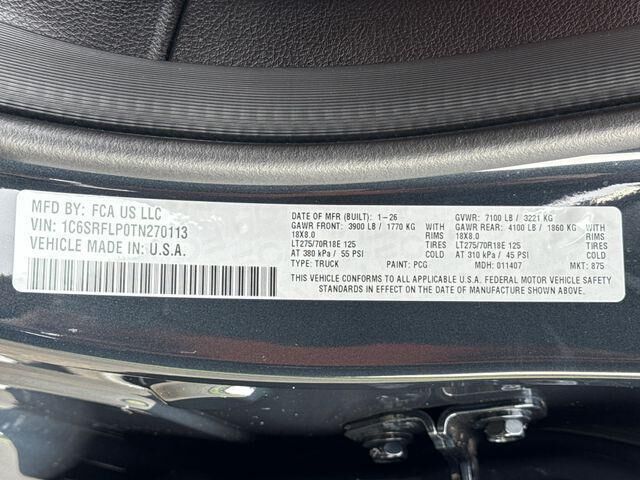 MFD BY: FCA US LLC
VIN: 1C6SRFLP0TN270113
VEHICLE MADE IN: U.S.A.
DATE OF MFR (BUILT): 1-26 GVWR: 7100 LB / 3221 KG
GAWR FRONT: 3900 LB / 1770 KG WITH GAWR REAR: 4100 LB / 1860 KG WITH
18X8.0 RIMS 18X8.0 RIMS
LT275/70R18E 125 TIRES LT275/70R18E 125 TIRES
AT 380 kPa / 55 PSI AT 310 kPa / 45 PSI
TYPE: TRUCK PAINT: PCG MDH: 011407 MKT: 875
THIS VEHICLE CONFORMS TO ALL APPLICABLE U.S.A. FEDERAL MOTOR VEHICLE SAFETY
STANDARDS IN EFFECT ON THE DATE OF MANUFACTURE SHOWN ABOVE.